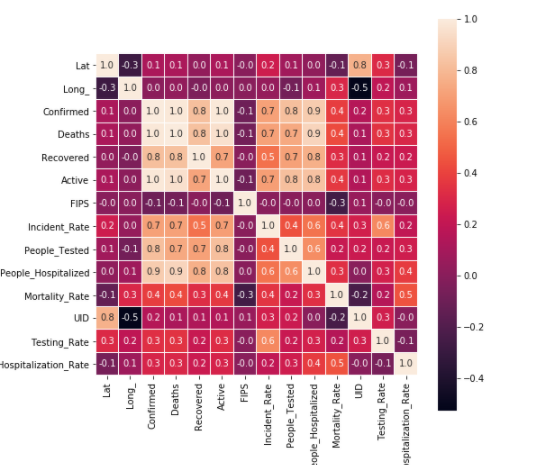 1.0
Lat 1.0 -0.3 0.1 0.1 0.0 0.1 -0.0 0.2 0.1 0.0 -0.1 0.8 0.3 -0.1
0.8
Long_ -0.3 1.0 0.0 0.0 -0.0 0.0 -0.0 0.0 -0.1 0.1 0.3 -0.5 0.2 0.1
Confirmed 0.1 0.0 1.0 1.0 0.8 1.0 -0.1 0.7 0.8 0.9 0.4 0.2 0.3 0.3
0.6
Deaths 0.1 0.0 1.0 1.0 0.8 1.0 -0.1 0.7 0.7 0.9 0.4 0.1 0.3 0.3
Recovered 0.0 -0.0 0.8 0.8 1.0 0.7 -0.0 0.5 0.7 0.8 0.3 0.1 0.2 0.2
0.4
Active 0.1 0.0 1.0 1.0 0.7 1.0 -0.1 0.7 0.8 0.8 0.4 0.1 0.3 0.3
FIPS -0.0 0.0 -0.1 -0.1 -0.0 -0.1 1.0 -0.0 -0.0 0.0 -0.3 0.1 -0.0 -0.0
0.2
Incident_Rate 0.2 0.0 0.7 0.7 0.5 0.7 -0.0 1.0 0.4 0.6 0.4 0.3 0.6 0.2
People_Tested 0.1 -0.1 0.8 0.7 0.7 0.8 -0.0 0.4 1.0 0.6 0.2 0.2 0.2 0.3
People_Hospitalized 0.0 0.1 0.9 0.9 0.8 0.8 0.0 0.6 0.6 1.0 0.3 0.0 0.3 0.4
0.0
Mortality_Rate -0.1 0.3 0.4 0.4 0.3 0.4 -0.3 0.4 0.2 0.3 1.0 -0.2 0.2 0.5
−0.2
UID 0.8 -0.5 0.2 0.1 0.1 0.1 0.1 0.3 0.2 0.0 -0.2 1.0 0.3 -0.0
Testing_Rate 0.3 0.2 0.3 0.3 0.2 0.3 -0.0 0.6 0.2 0.3 0.2 0.3 1.0 -0.1
−0.4
Hospitalization_Rate -0.1 0.1 0.3 0.3 0.2 0.3 -0.0 0.2 0.3 0.4 0.5 -0.0 -0.1 1.0
Lat
Long_
Confirmed
Deaths
Recovered
Active
FIPS
Incident_Rate
People_Tested
People_Hospitalized
Mortality_Rate
UID
Testing_Rate
ospitalization_Rate